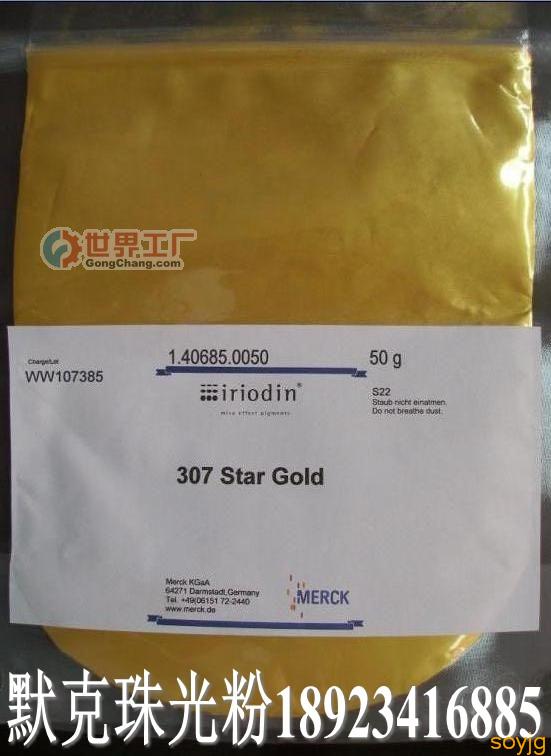 世界工厂
GongChang.com
Charge/Lot
WW107385
1.40685.0050
50 g
iriodin®
mica effect pigments
S22
Staub nicht einatmen.
Do not breathe dust.
307 Star Gold
Merck KGaA
64271 Darmstadt,Germany
Tel. +49(0)6151 72-2440
www.merck.de
MERCK
默克珠光粉18923416885
soyjg